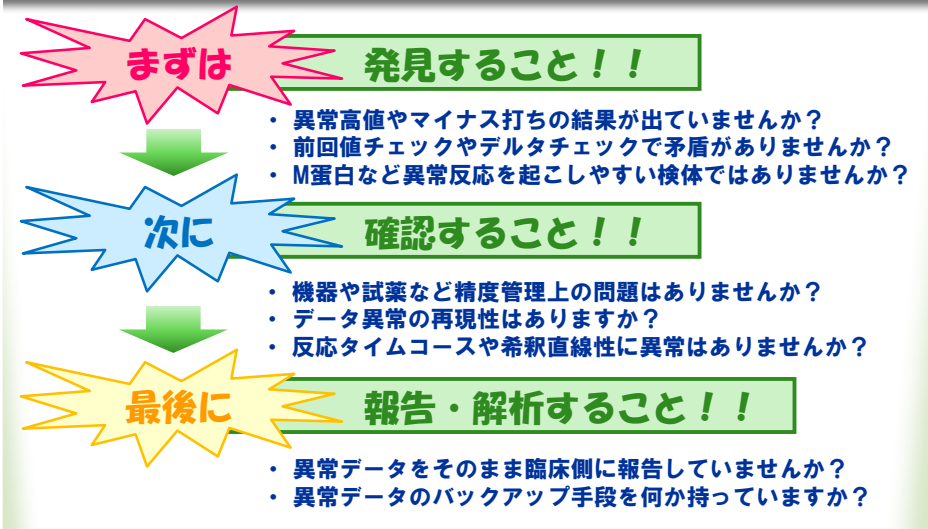 まずは 発見すること!!
・ 異常高値やマイナス打ちの結果が出ていませんか?
・ 前回値チェックやデルタチェックで矛盾がありませんか?
・ M蛋白など異常反応を起こしやすい検体ではありませんか?
次に 確認すること!!
・ 機器や試薬など精度管理上の問題はありませんか?
・ データ異常の再現性はありますか?
・ 反応タイムコースや希釈直線性に異常はありませんか?
最後に 報告・解析すること!!
・ 異常データをそのまま臨床側に報告していませんか?
・ 異常データのバックアップ手段を何か持っていますか?